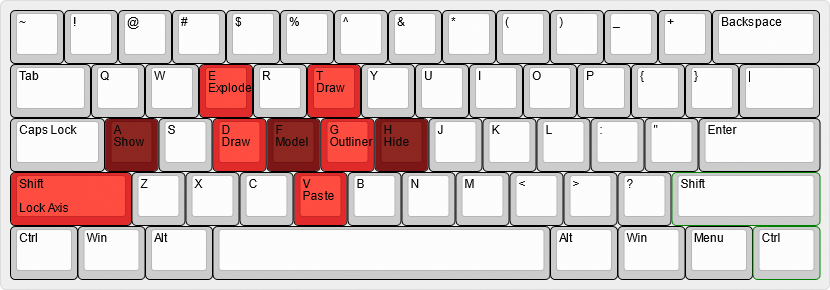 ~ ! @ # $ % ^ & * ( ) _ + Backspace
Tab Q W E R T Y U I O P { } |
Explode Draw
Caps Lock A S D F G H J K L : " Enter
Show Draw Model Outliner Hide
Shift Z X C V B N M < > ? Shift
Paste
Lock Axis
Ctrl Win Alt Alt Win Menu Ctrl